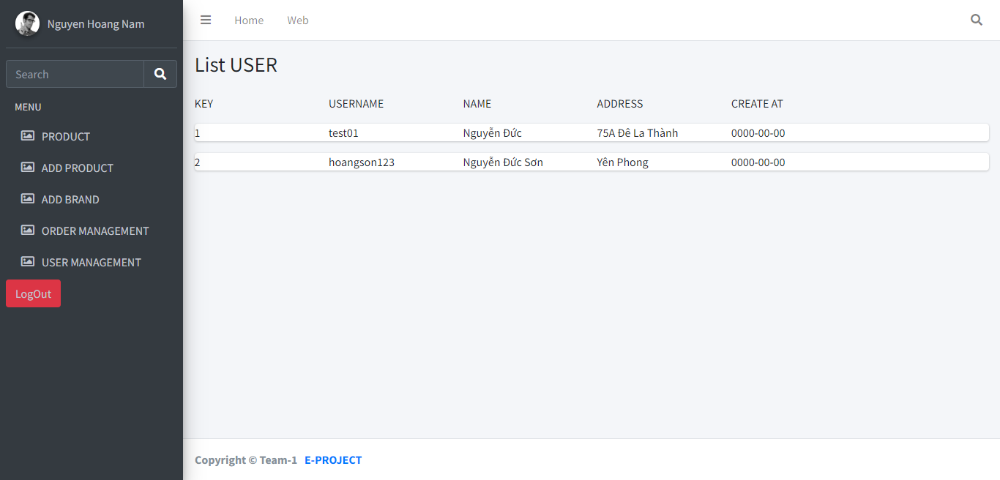 Nguyen Hoang Nam
Search
MENU
PRODUCT
ADD PRODUCT
ADD BRAND
ORDER MANAGEMENT
USER MANAGEMENT
LogOut
Home Web
List USER
KEY USERNAME NAME ADDRESS CREATE AT
1 test01 Nguyễn Đức 75A Đê La Thành 0000-00-00
2 hoangson123 Nguyễn Đức Sơn Yên Phong 0000-00-00
Copyright © Team-1 E-PROJECT